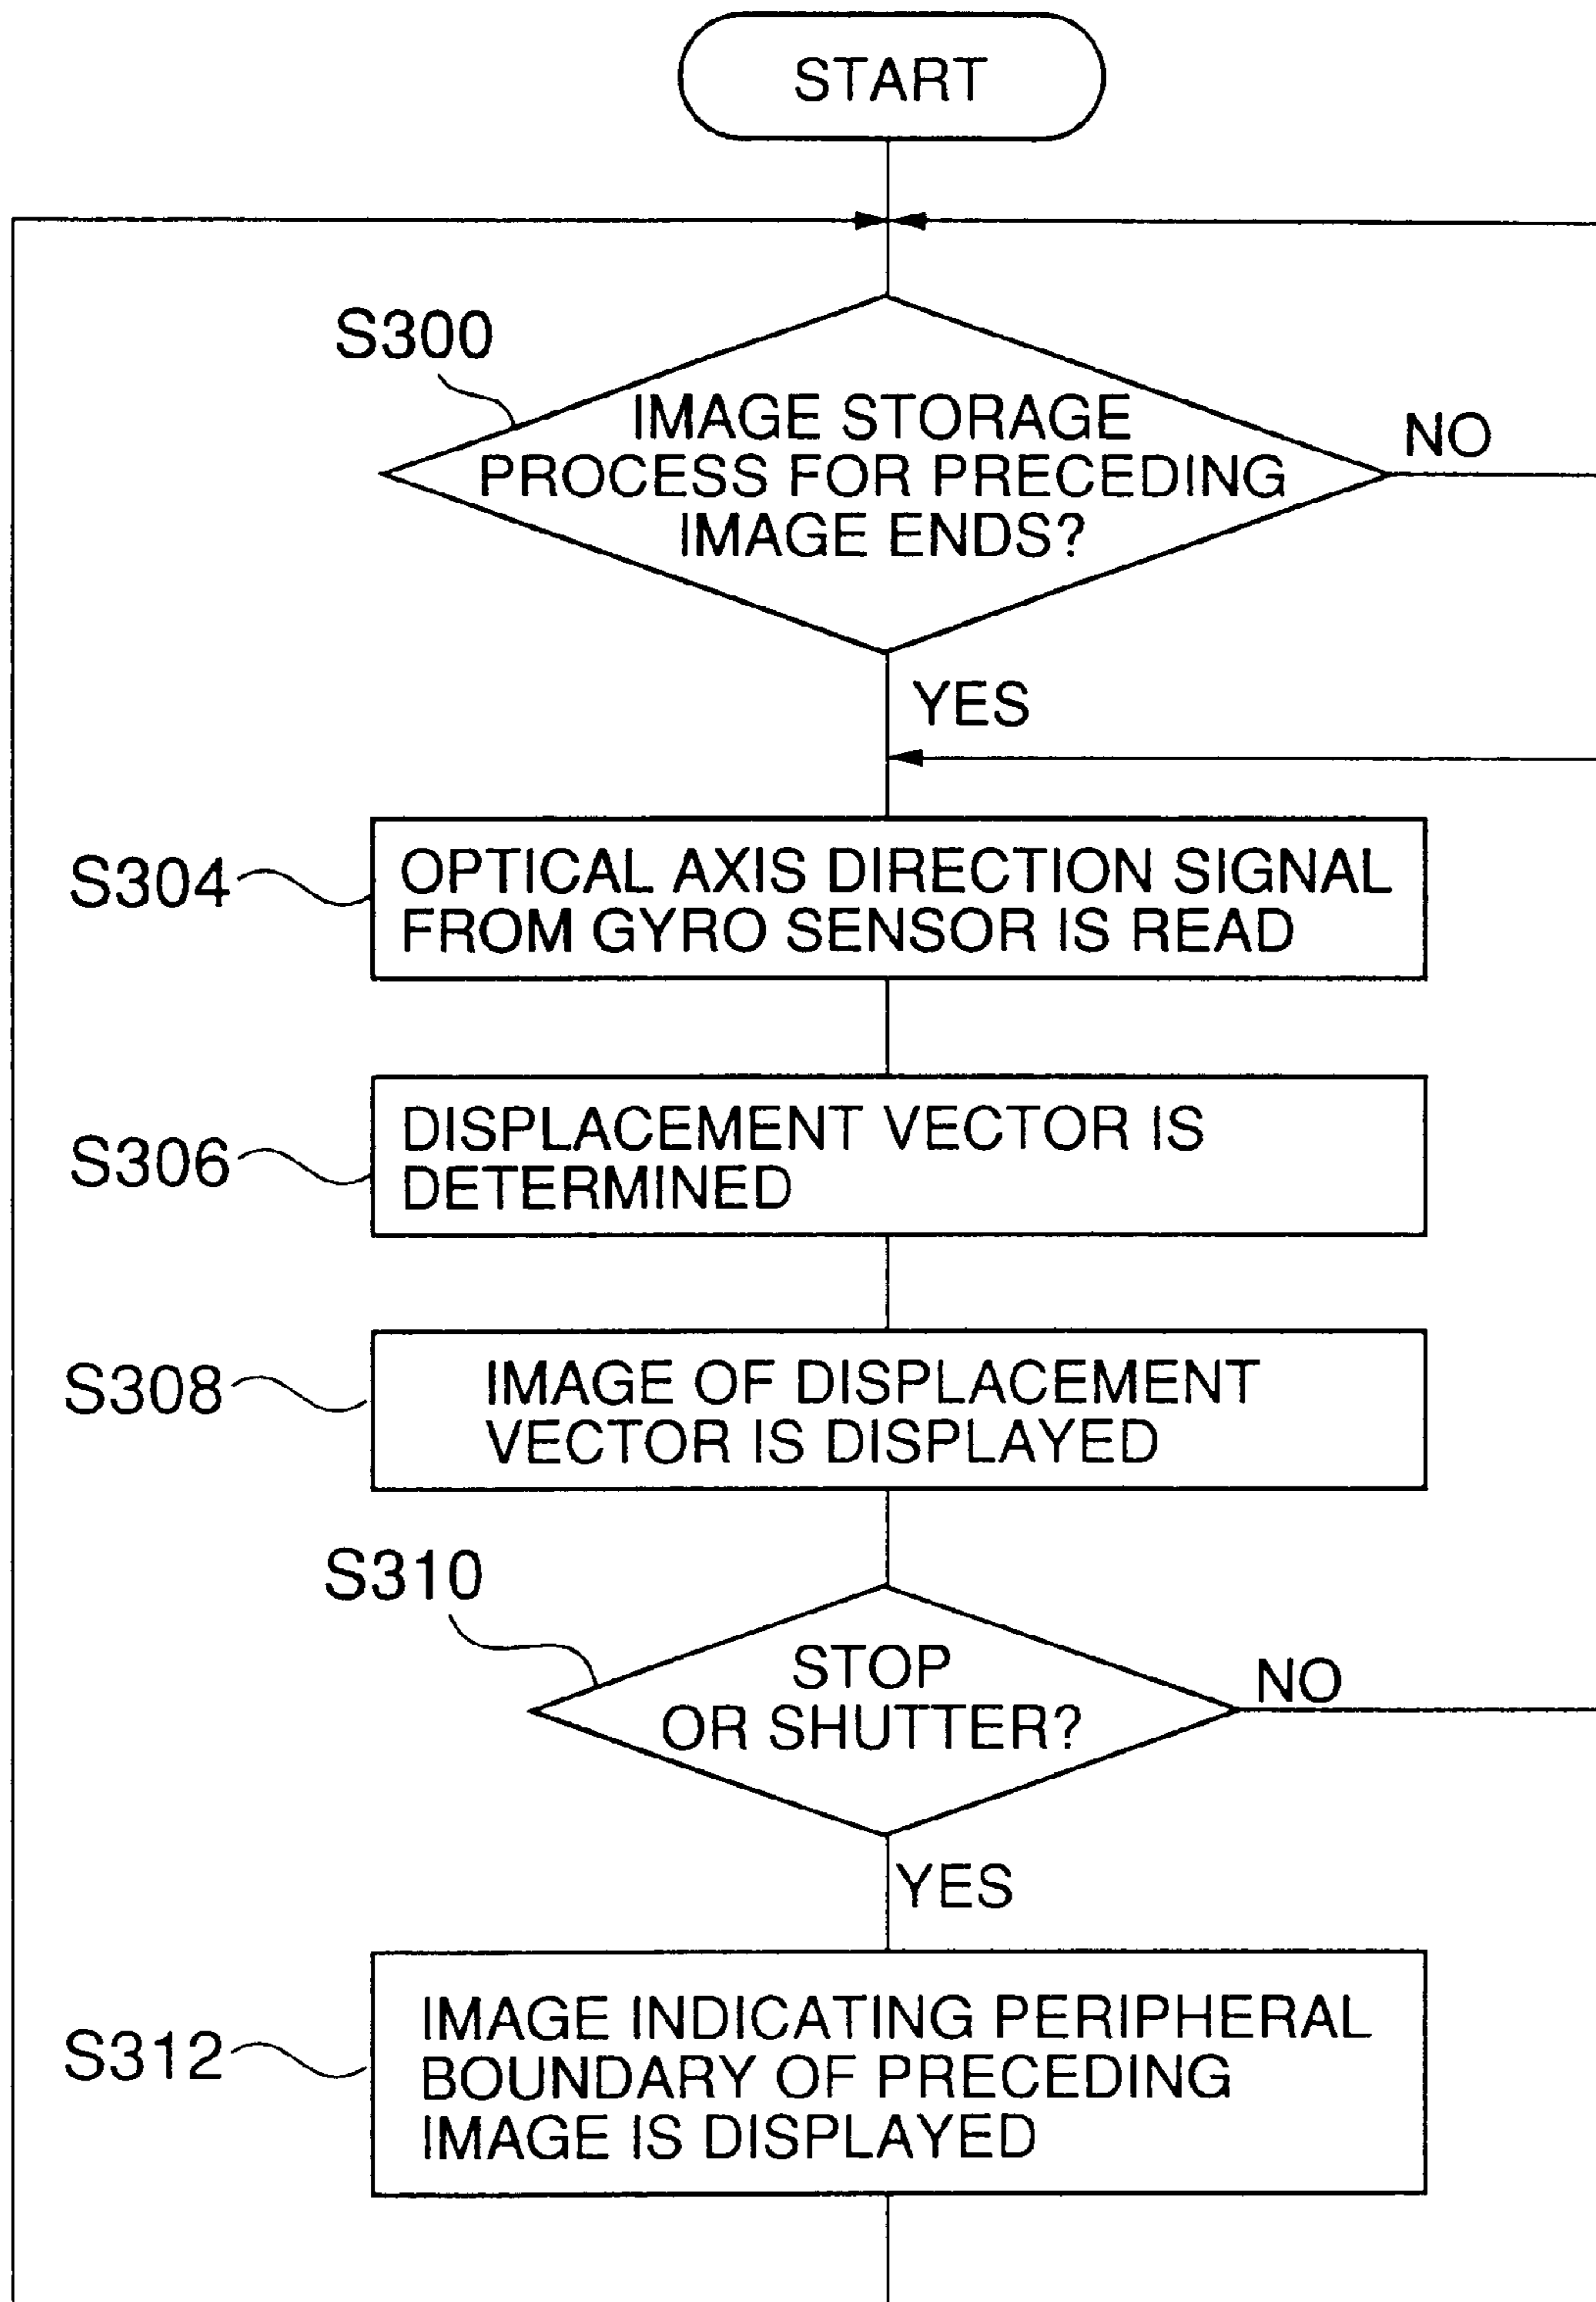 START
S300
IMAGE STORAGE
PROCESS FOR PRECEDING
IMAGE ENDS?
NO
YES
S304
OPTICAL AXIS DIRECTION SIGNAL
FROM GYRO SENSOR IS READ
S306
DISPLACEMENT VECTOR IS
DETERMINED
S308
IMAGE OF DISPLACEMENT
VECTOR IS DISPLAYED
S310
STOP
OR SHUTTER?
NO
YES
S312
IMAGE INDICATING PERIPHERAL
BOUNDARY OF PRECEDING
IMAGE IS DISPLAYED